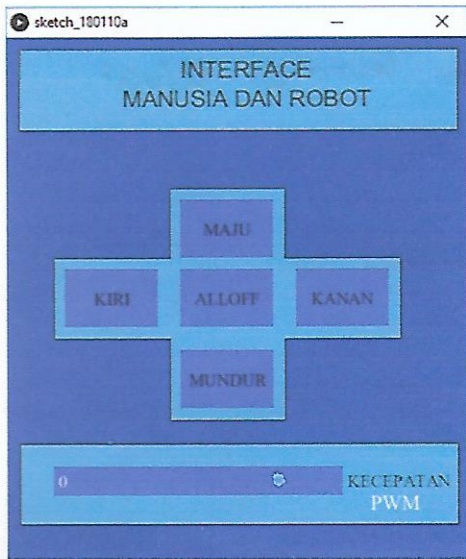 sketch_180110a
INTERFACE
MANUSIA DAN ROBOT
MAJU
KIRI ALLOFF KANAN
MUNDUR
0 KECEPATAN
PWM